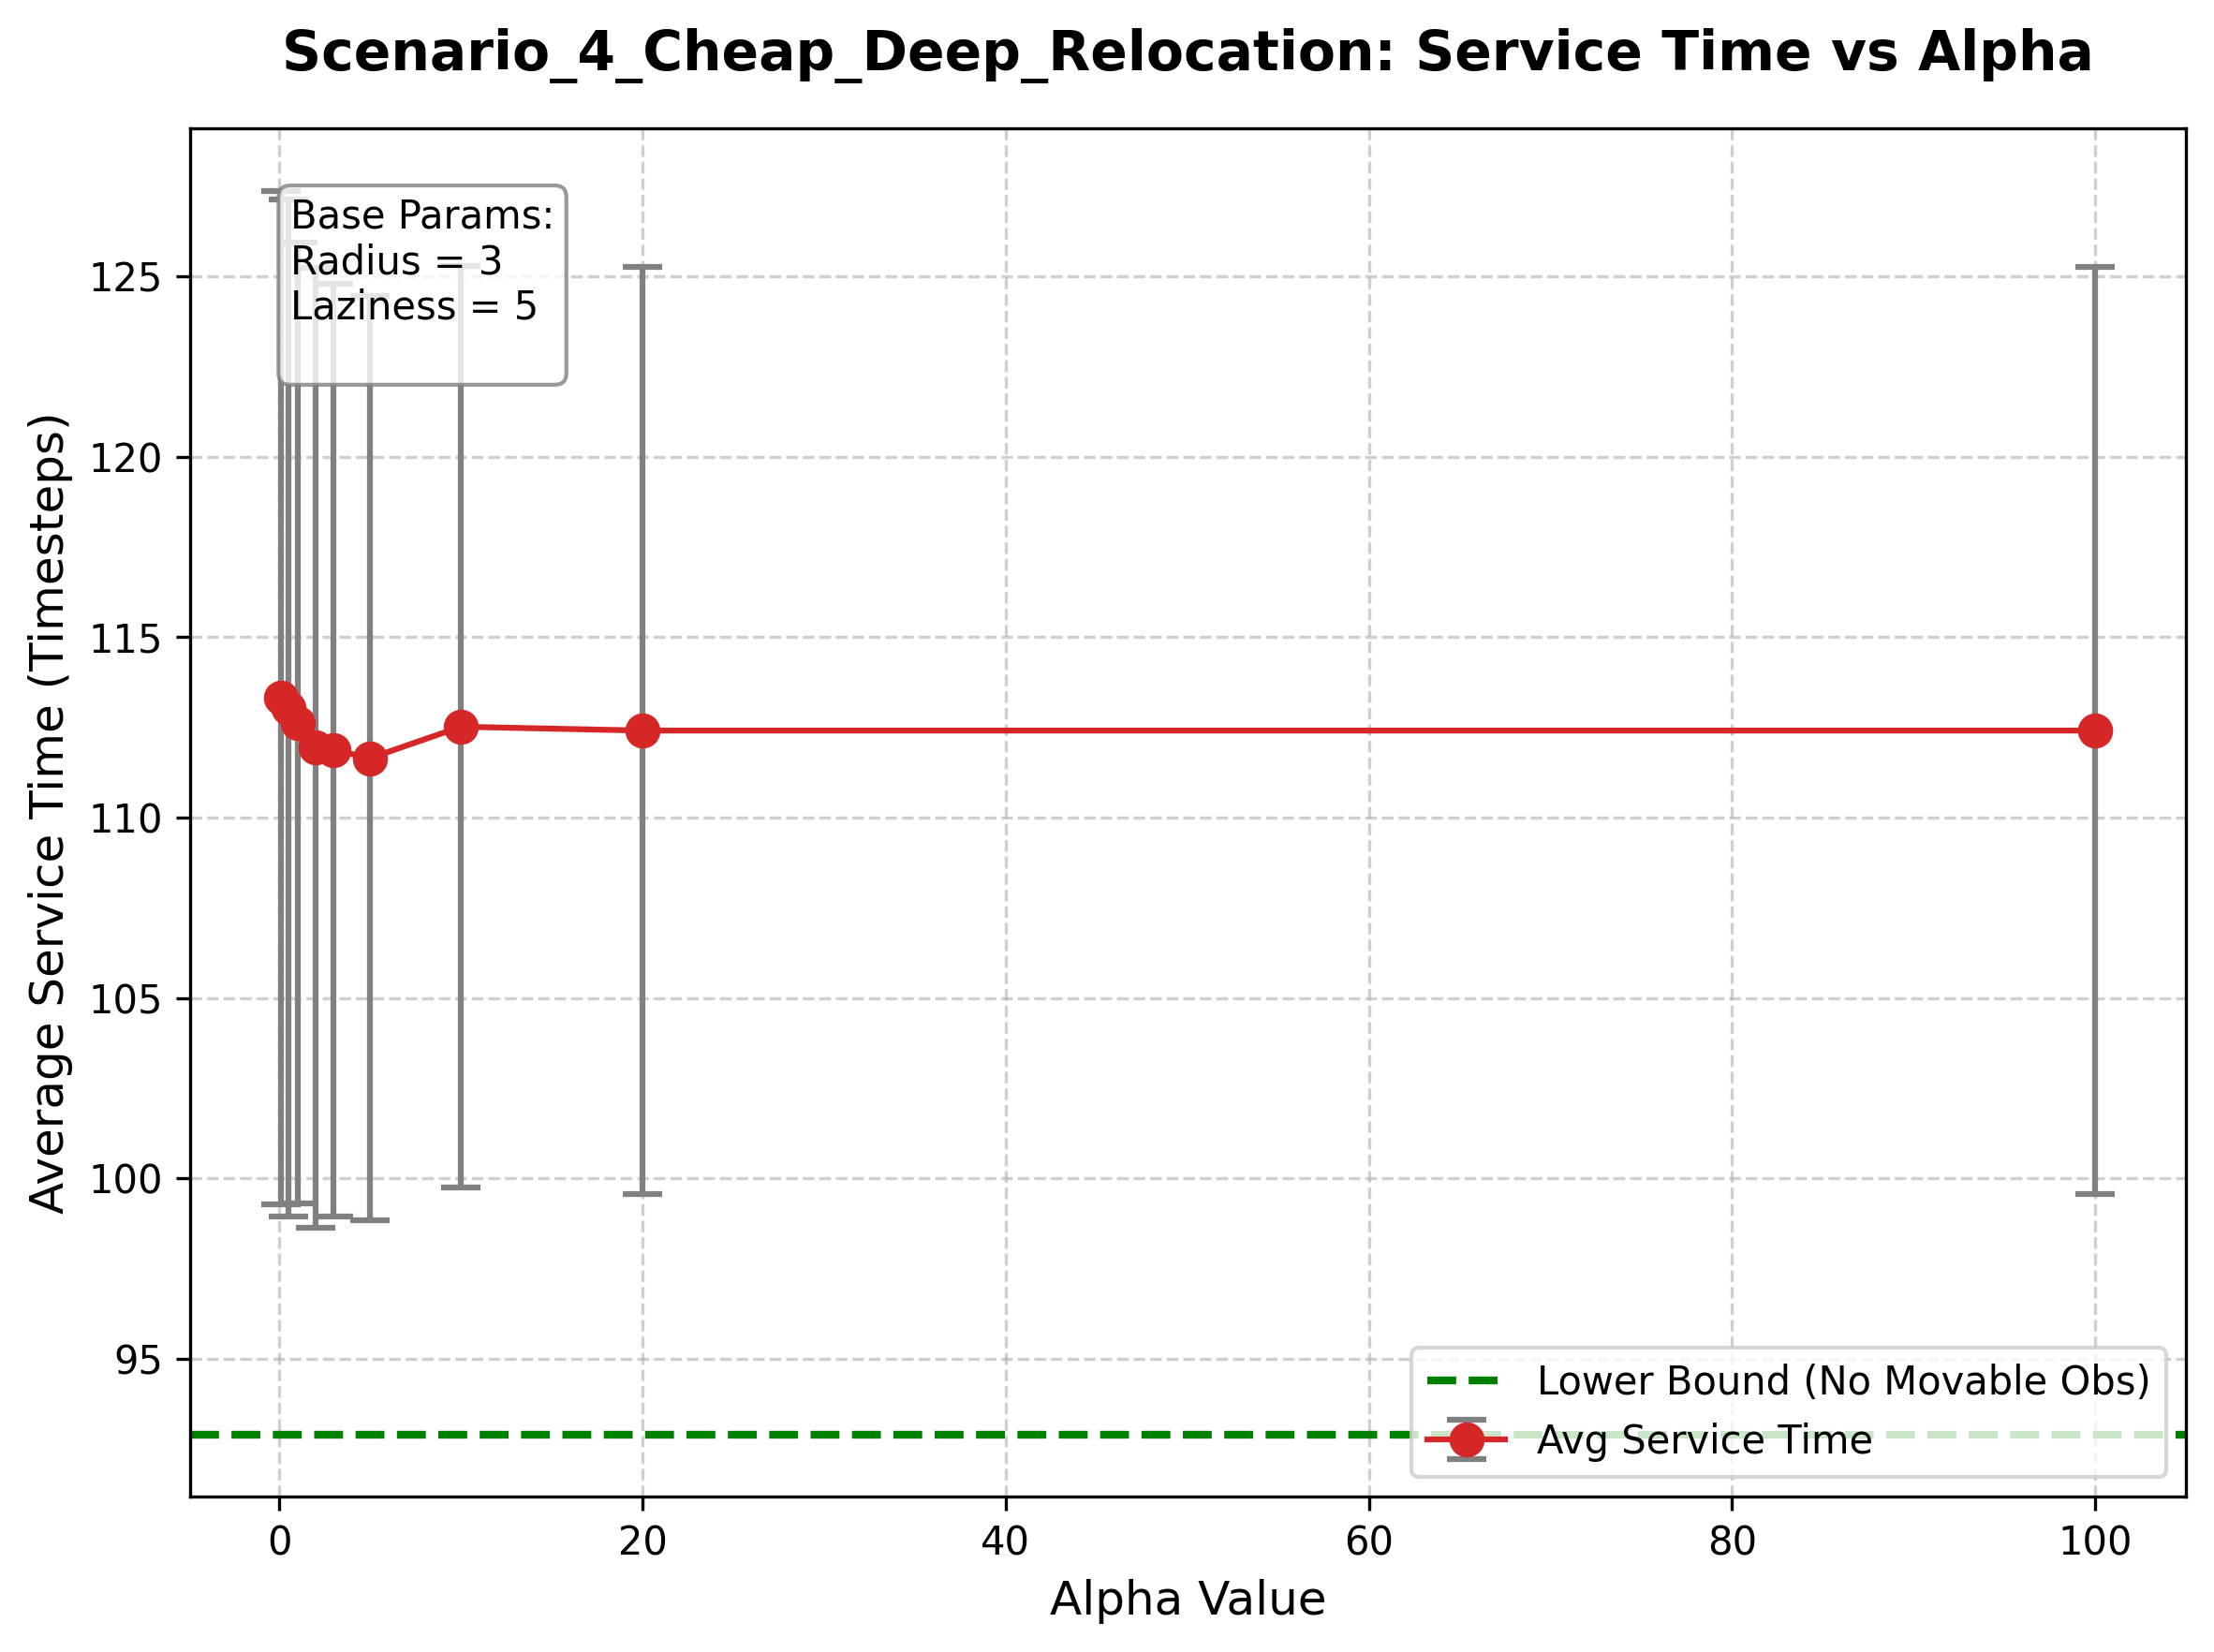 Scenario_4_Cheap_Deep_Relocation: Service Time vs Alpha
Base Params:
Radius = 3
Laziness = 5
125
120
115
110
105
100
95
Average Service Time (Timesteps)
Lower Bound (No Movable Obs)
Avg Service Time
0 20 40 60 80 100
Alpha Value